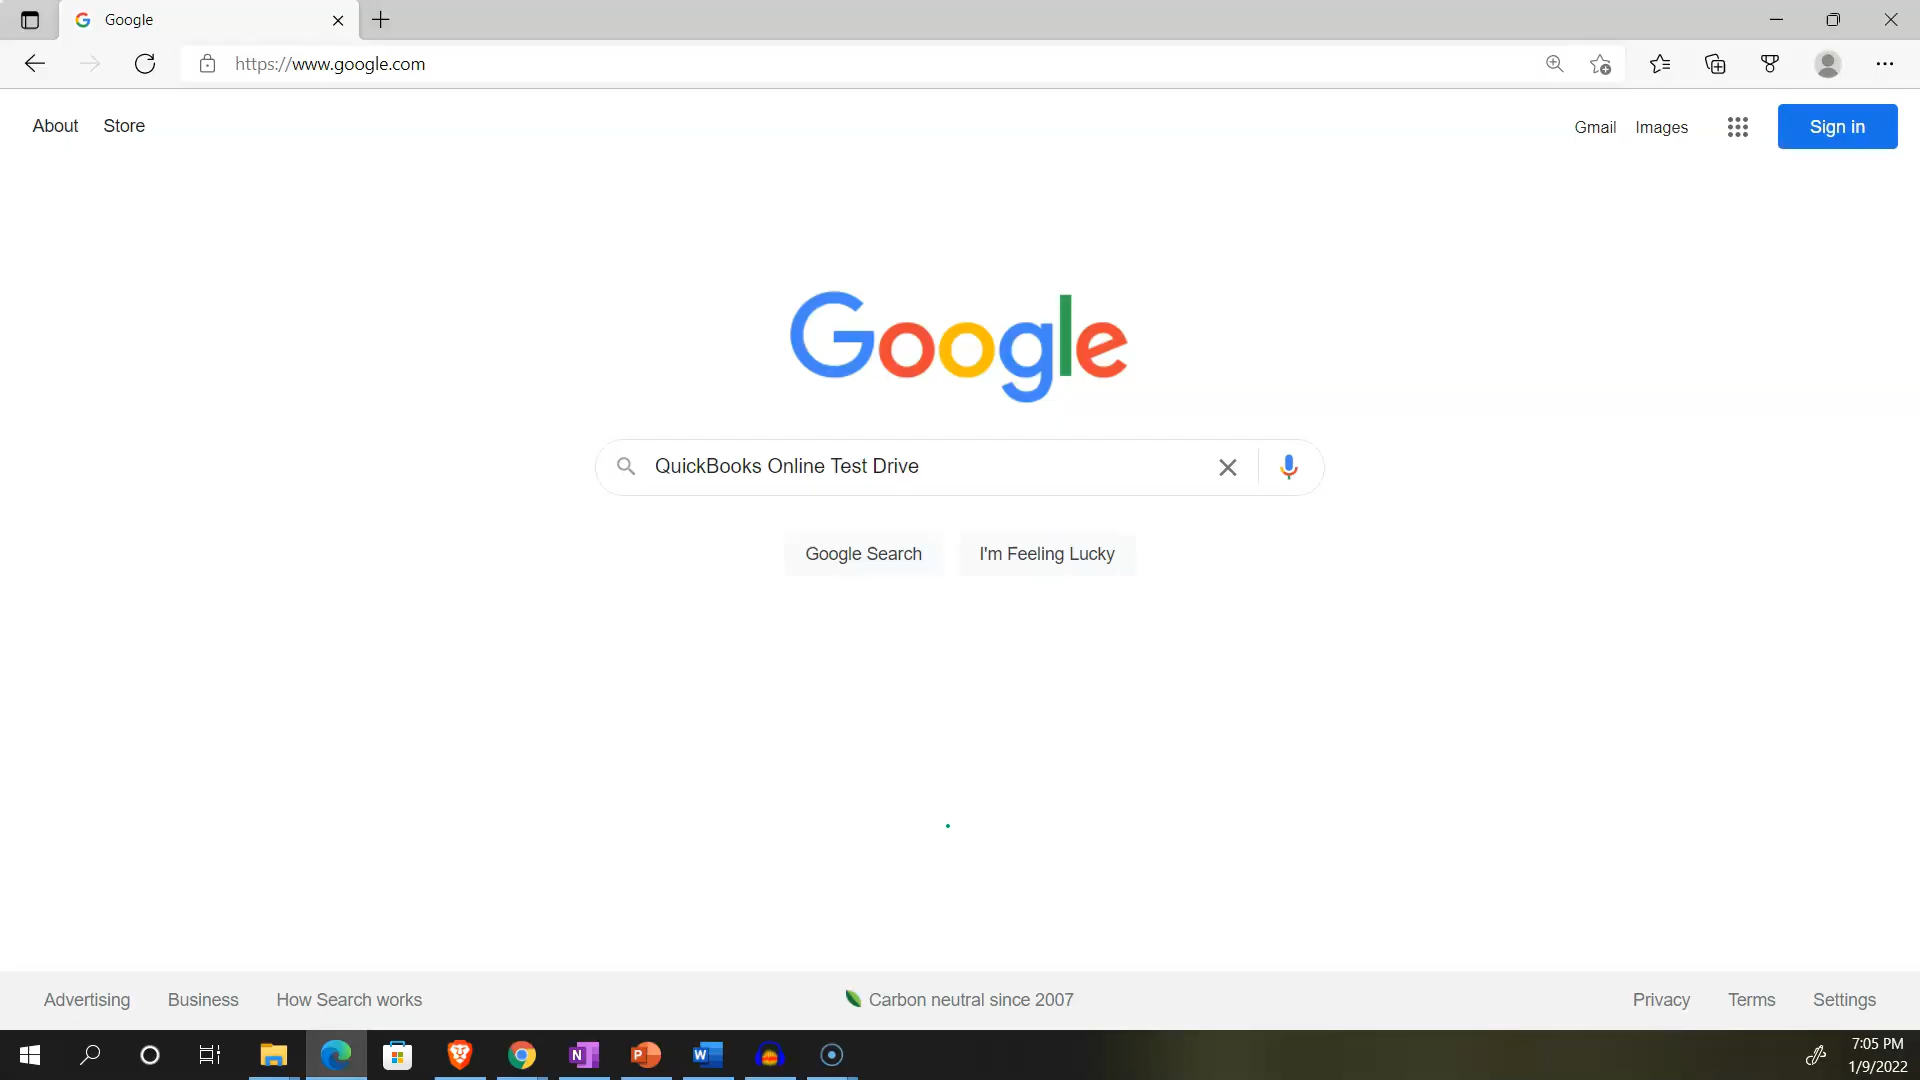 Google
https://www.google.com
About Store
Gmail Images Sign in
Google
QuickBooks Online Test Drive
Google Search I'm Feeling Lucky
Advertising Business How Search works Carbon neutral since 2007 Privacy Terms Settings
7:05 PM
1/9/2022